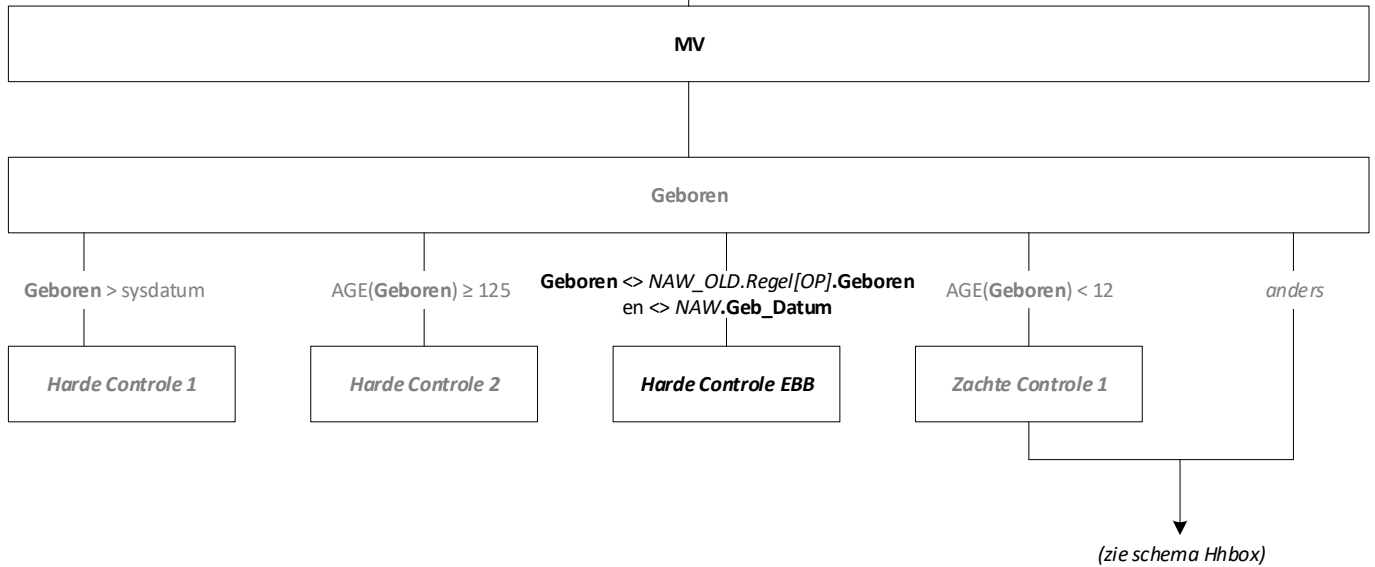 MV
Geboren
Geboren > sysdatum
AGE(Geboren) ≥ 125
Geboren <> NAW_OLD.Regel[OP].Geboren
en <> NAW.Geb_Datum
AGE(Geboren) < 12
anders
Harde Controle 1
Harde Controle 2
Harde Controle EBB
Zachte Controle 1
(zie schema Hhbox)